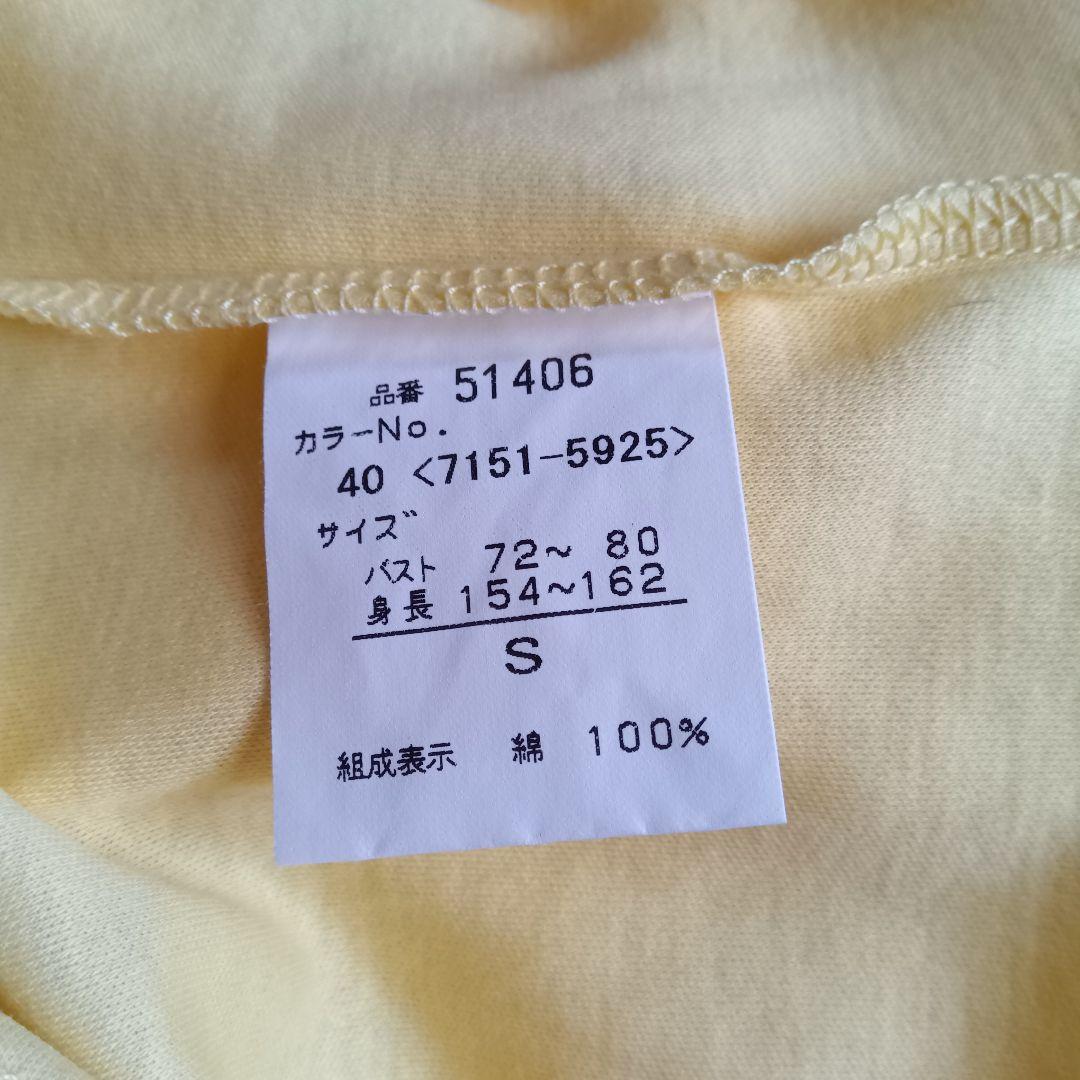 品番 51406
カラーNo.
40 <7151-5925>
サイズ
バスト 72~ 80
身長 154~162
S
組成表示 綿 100%